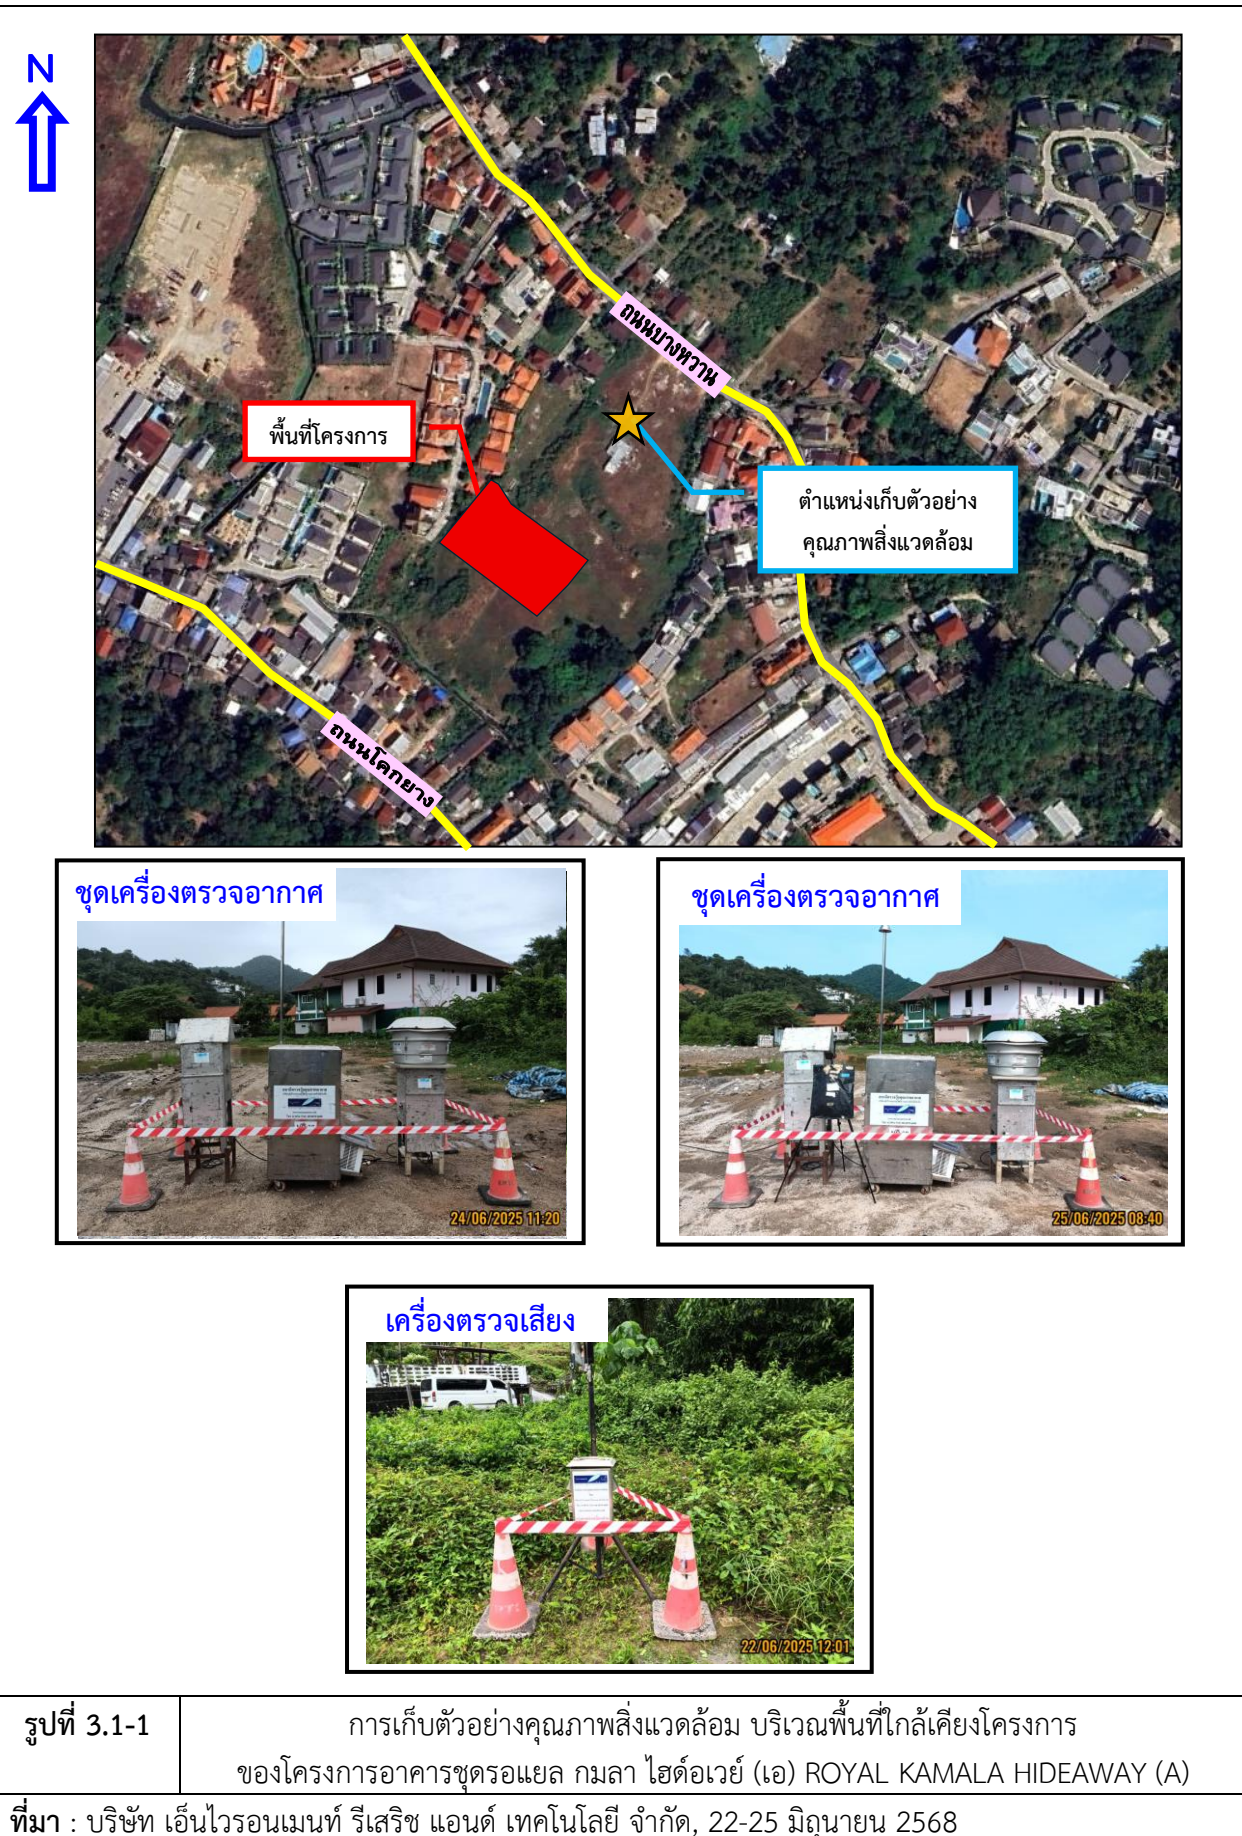 N
ถนนบางหวาน
พื้นที่โครงการ
ตำแหน่งเก็บตัวอย่าง
คุณภาพสิ่งแวดล้อม
ถนนโคกยาง
ชุดเครื่องตรวจอากาศ
24/06/2025 11:20
ชุดเครื่องตรวจอากาศ
25/06/2025 08:40
เครื่องตรวจเสียง
22/06/2025 12:01
รูปที่ 3.1-1
การเก็บตัวอย่างคุณภาพสิ่งแวดล้อม บริเวณพื้นที่ใกล้เคียงโครงการ
ของโครงการอาคารชุดรอแยล กมลา ไฮด์อเวย์ (เอ) ROYAL KAMALA HIDEAWAY (A)
ที่มา : บริษัท เอ็นไวรอนเมนท์ รีเสริช แอนด์ เทคโนโลยี จำกัด, 22-25 มิถุนายน 2568